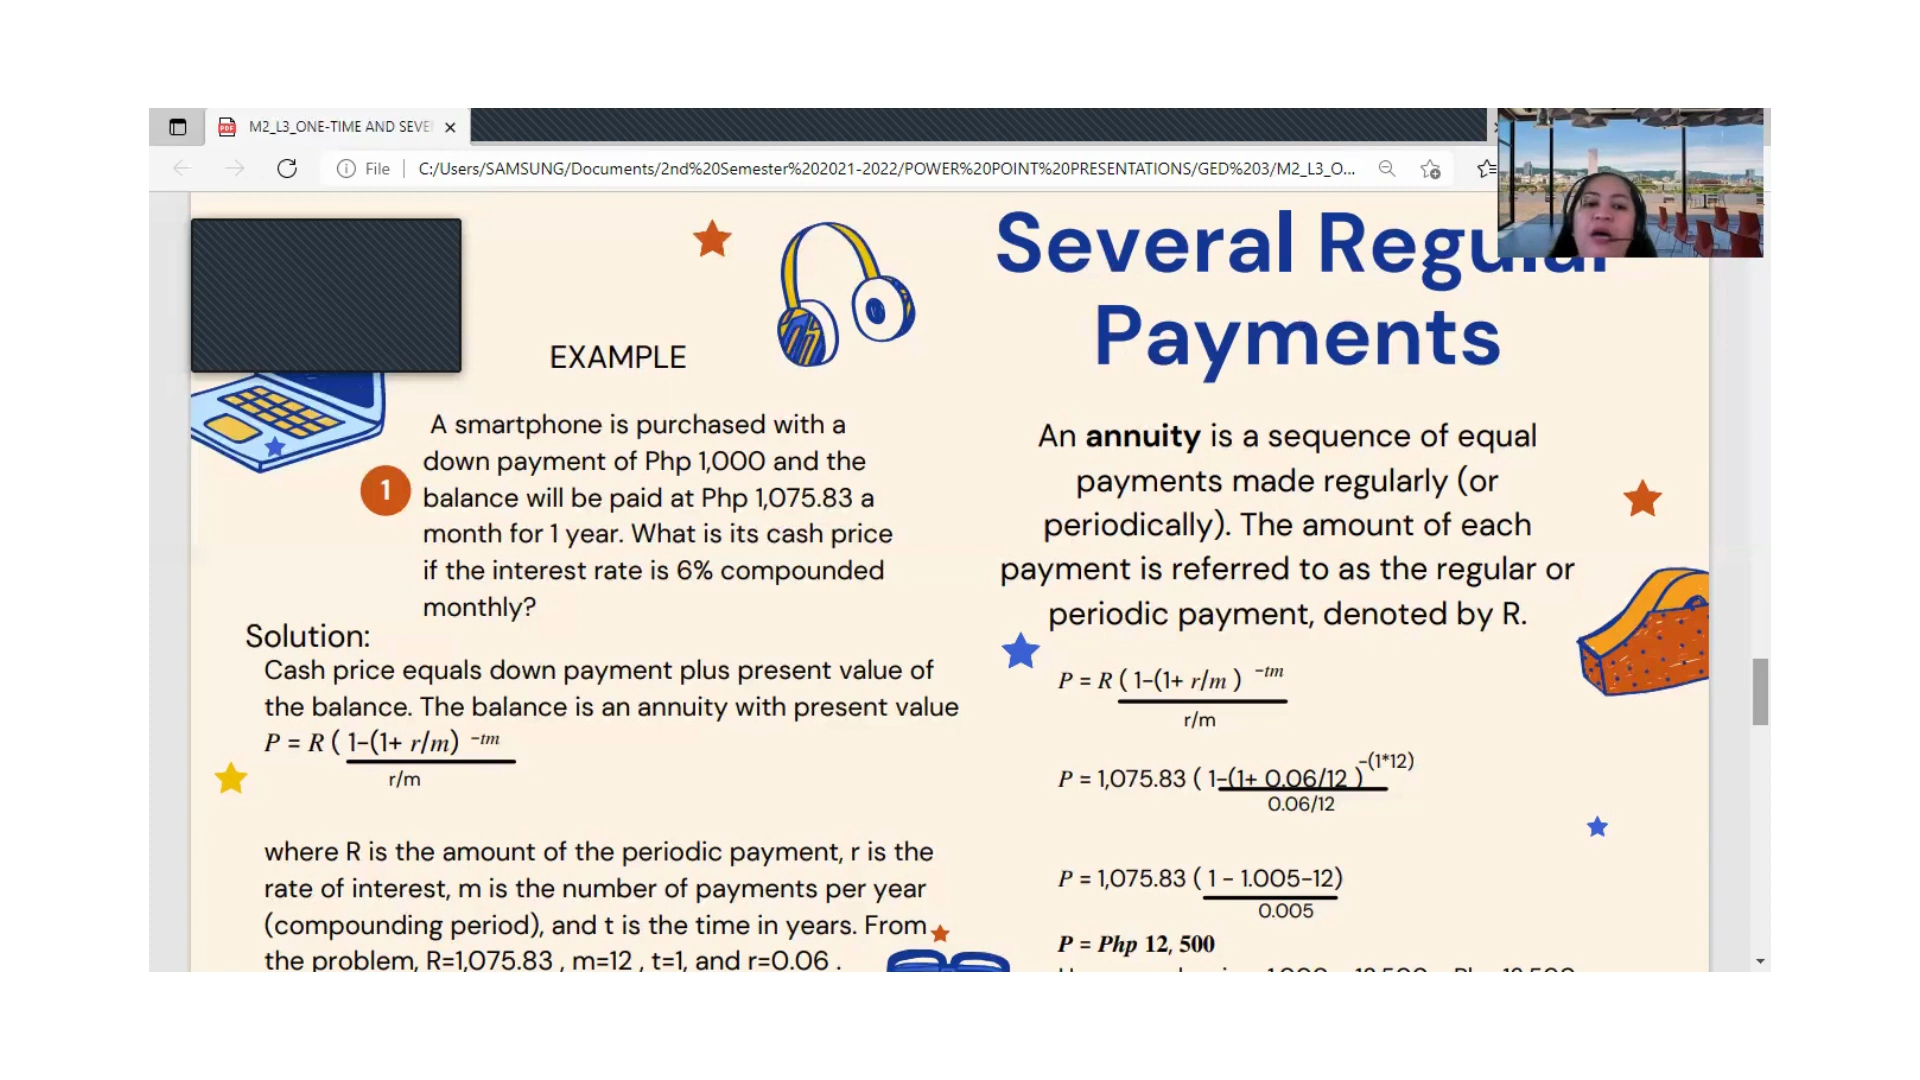 M2_L3_ONE-TIME AND SEVE
File
C:/Users/SAMSUNG/Documents/2nd%20Semester%202021-2022/POWER%20POINT%20PRESENTATIONS/GED%203/M2_L3_O...
EXAMPLE
1
A smartphone is purchased with a
down payment of Php 1,000 and the
balance will be paid at Php 1,075.83 a
month for 1 year. What is its cash price
if the interest rate is 6% compounded
monthly?
Solution:
Cash price equals down payment plus present value of
the balance. The balance is an annuity with present value
P = R ( 1-(1+ r/m) -tm
r/m
where R is the amount of the periodic payment, r is the
rate of interest, m is the number of payments per year
(compounding period), and t is the time in years. From
the problem, R=1,075.83 , m=12 , t=1, and r=0.06 .
Several Regular
Payments
An annuity is a sequence of equal
payments made regularly (or
periodically). The amount of each
payment is referred to as the regular or
periodic payment, denoted by R.
P = R ( 1-(1+ r/m ) -tm
r/m
P = 1,075.83 ( 1-(1+ 0.06/12 ) -(1*12)
0.06/12
P = 1,075.83 ( 1 - 1.005-12)
0.005
P = Php 12, 500